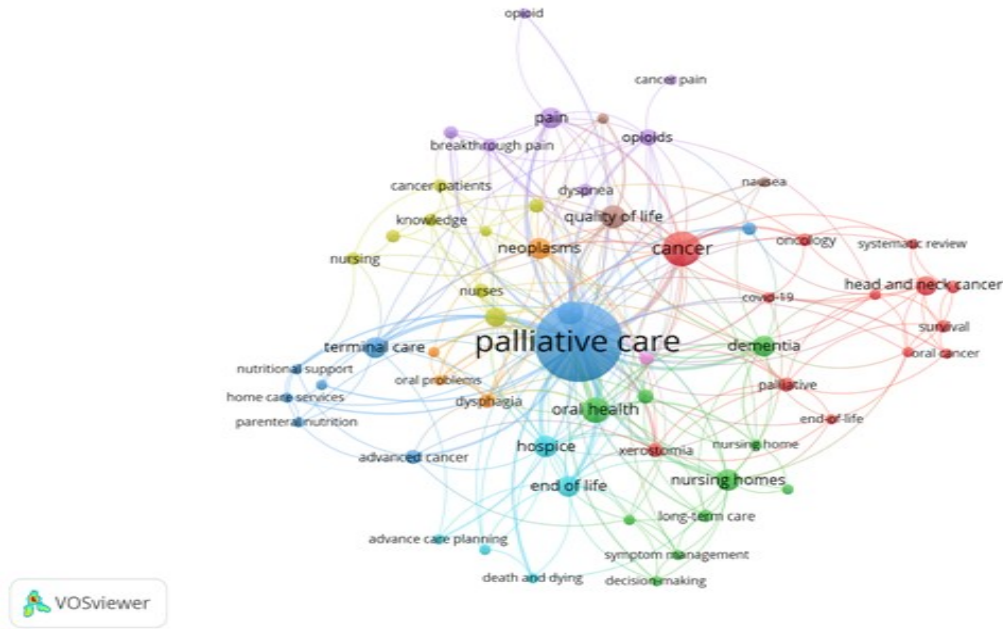 opioid
cancer pain
pain
opioids
breakthrough pain
cancer patients
dyspnea
nausea
knowledge
quality of life
neoplasms
cancer
oncology
systematic review
nursing
head and neck cancer
nurses
covid-19
survival
palliative care
terminal care
dementia
oral cancer
nutritional support
oral problems
palliative
home care services
dysphagia
oral health
parenteral nutrition
end-of-life
hospice
xerostomia
nursing home
advanced cancer
nursing homes
end of life
long-term care
advance care planning
symptom management
death and dying
decision-making
VOSviewer